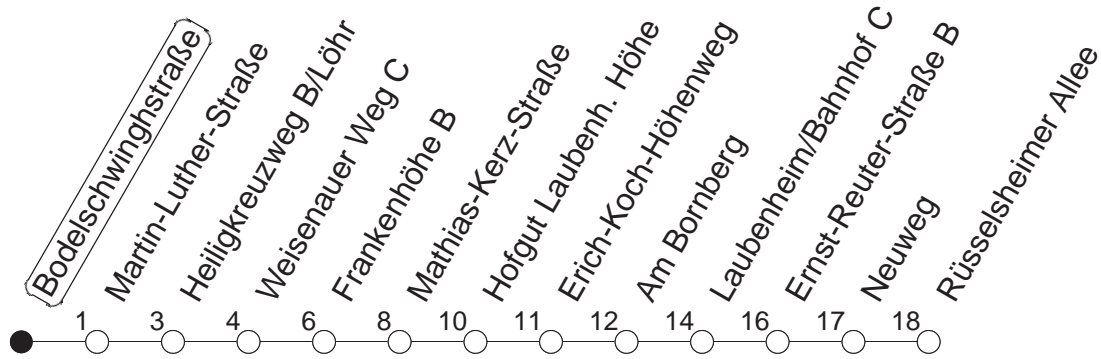 Bodelschwinghstraße
Martin-Luther-Straße
Heiligkreuzweg B/Löhr
Weisenauer Weg C
Frankenhöhe B
Mathias-Kerz-Straße
Hofgut Laubenh. Höhe
Erich-Koch-Höhenweg
Am Bornberg
Laubenheim/Bahnhof C
Ernst-Reuter-Straße B
Neuweg
Rüsselsheimer Allee
1 3 4 6 8 10 11 12 14 16 17 18